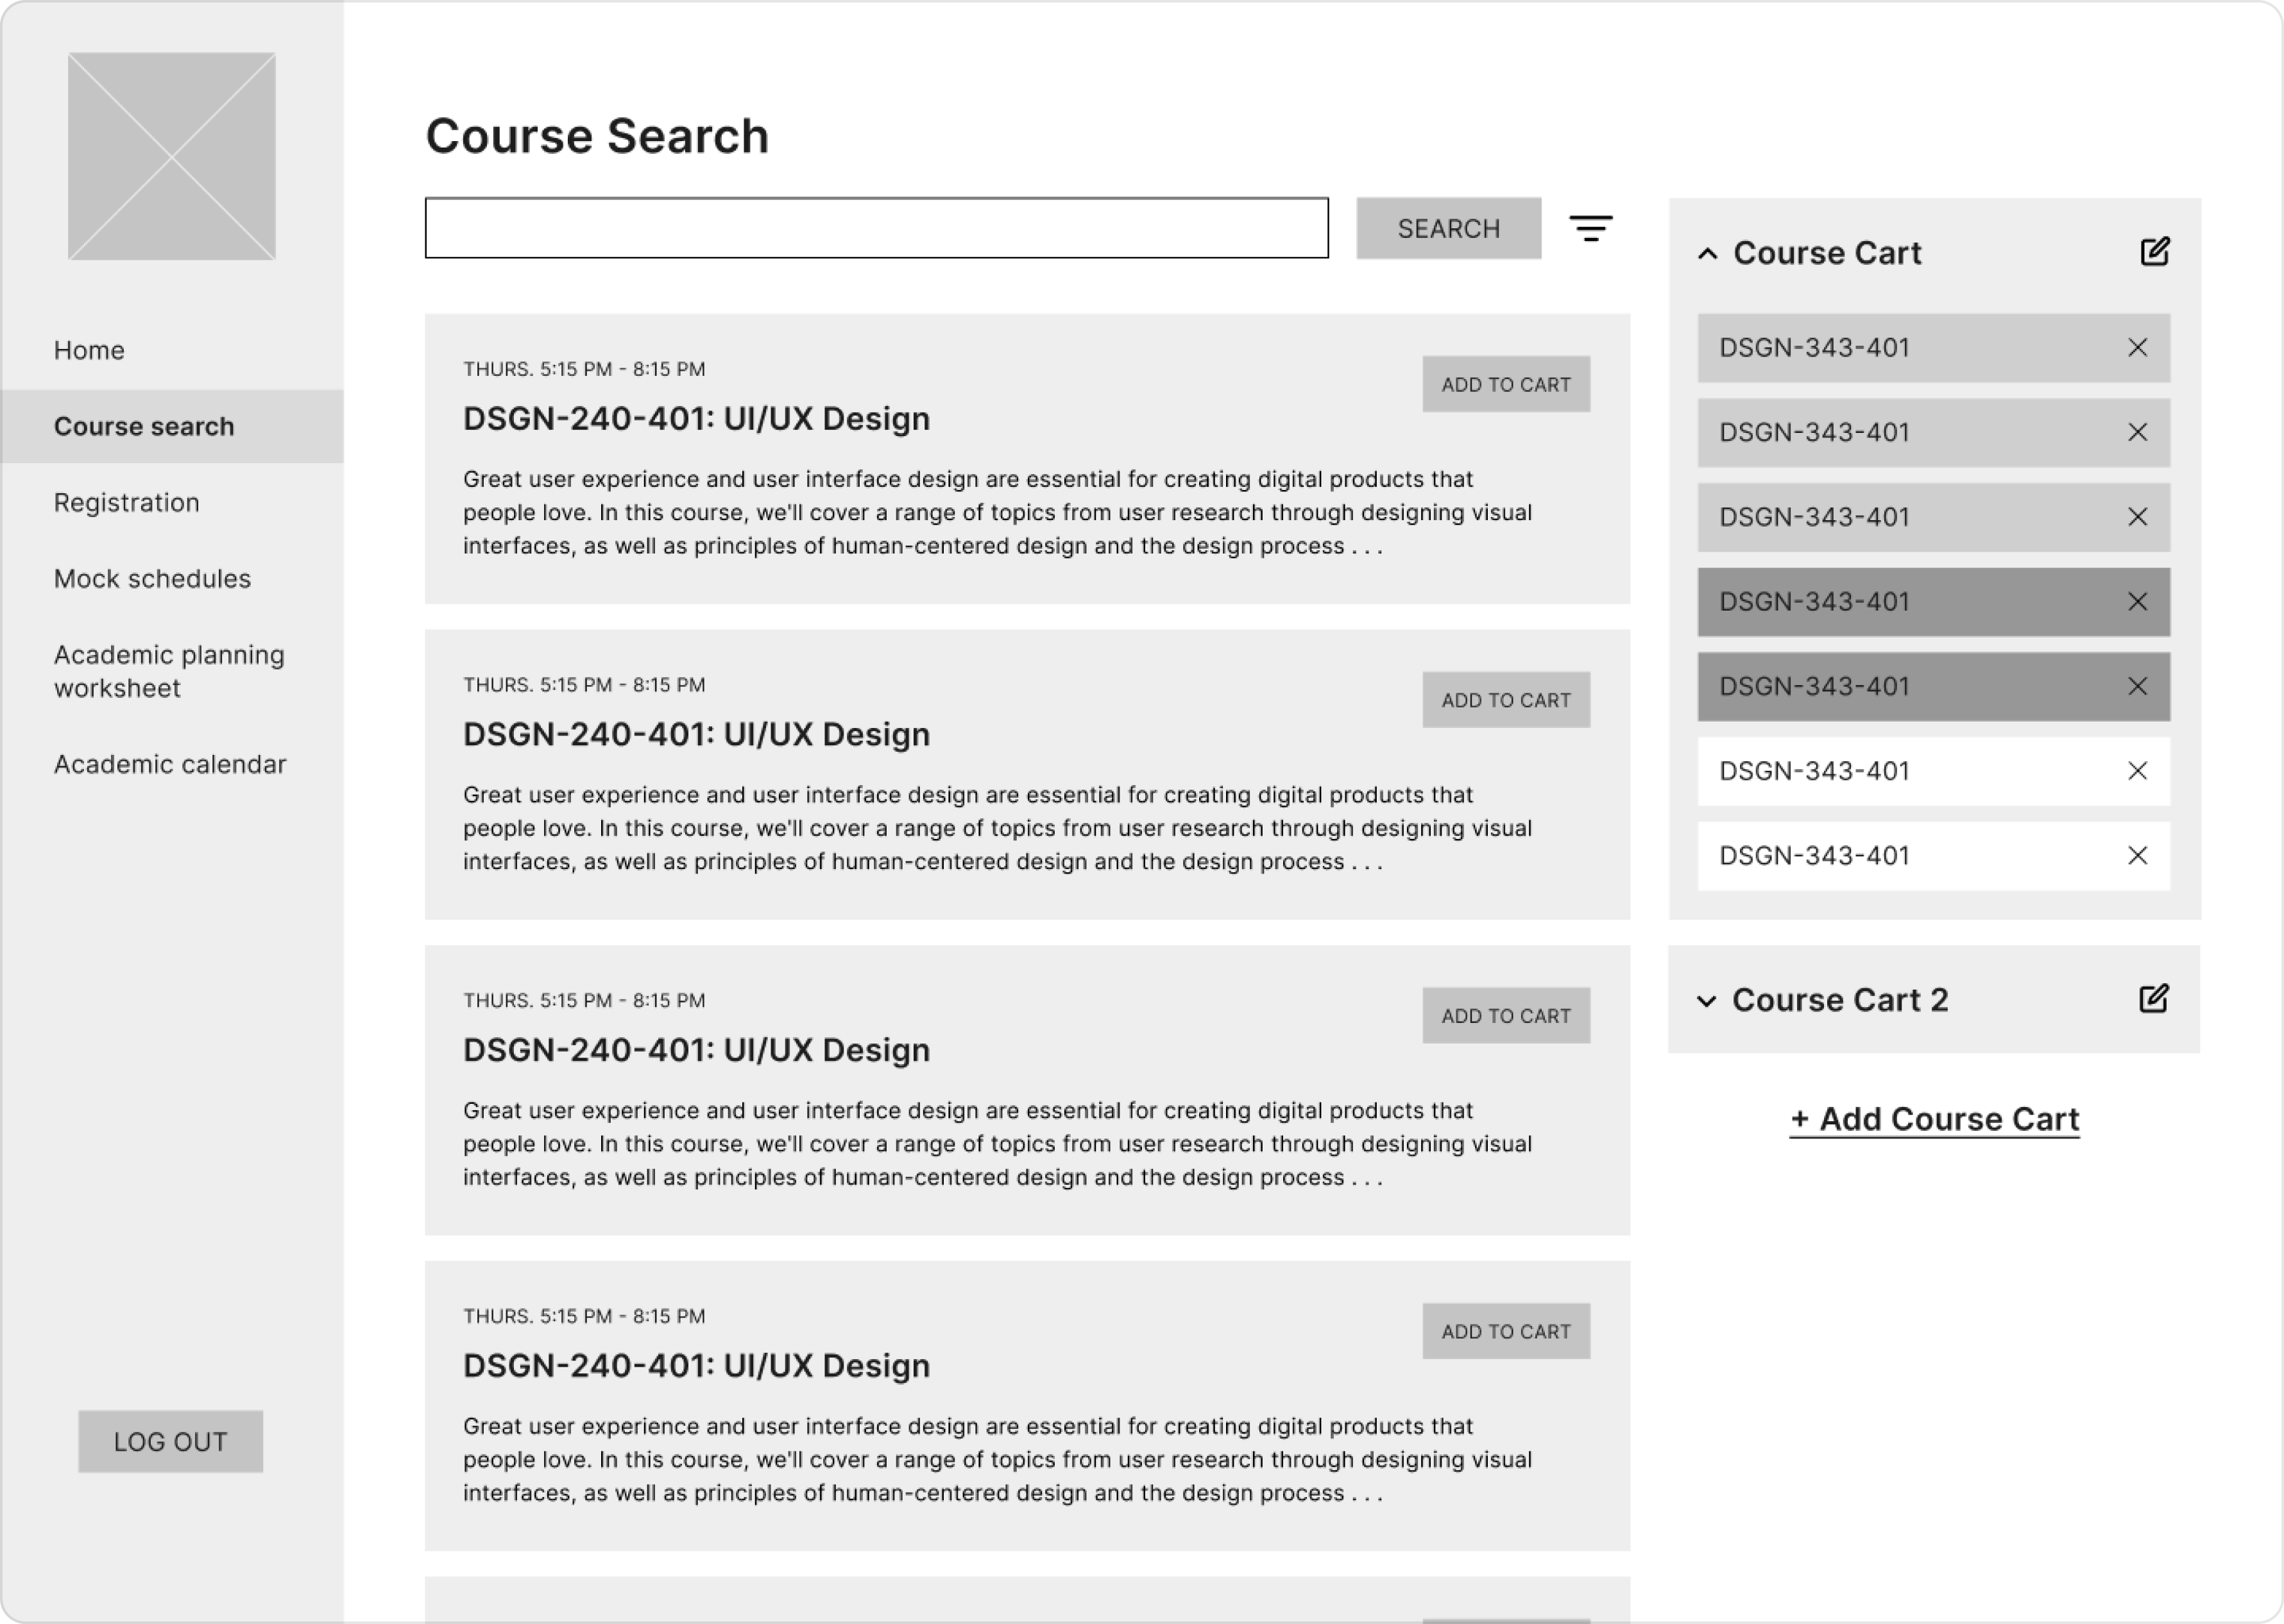 Home
Course search
Registration
Mock schedules
Academic planning
worksheet
Academic calendar
LOG OUT
Course Search
SEARCH
THURS. 5:15 PM - 8:15 PM
ADD TO CART
DSGN-240-401: UI/UX Design
Great user experience and user interface design are essential for creating digital products that
people love. In this course, we'll cover a range of topics from user research through designing visual
interfaces, as well as principles of human-centered design and the design process . . .
THURS. 5:15 PM - 8:15 PM
ADD TO CART
DSGN-240-401: UI/UX Design
Great user experience and user interface design are essential for creating digital products that
people love. In this course, we'll cover a range of topics from user research through designing visual
interfaces, as well as principles of human-centered design and the design process . . .
THURS. 5:15 PM - 8:15 PM
ADD TO CART
DSGN-240-401: UI/UX Design
Great user experience and user interface design are essential for creating digital products that
people love. In this course, we'll cover a range of topics from user research through designing visual
interfaces, as well as principles of human-centered design and the design process . . .
THURS. 5:15 PM - 8:15 PM
ADD TO CART
DSGN-240-401: UI/UX Design
Great user experience and user interface design are essential for creating digital products that
people love. In this course, we'll cover a range of topics from user research through designing visual
interfaces, as well as principles of human-centered design and the design process . . .
Course Cart
DSGN-343-401
DSGN-343-401
DSGN-343-401
DSGN-343-401
DSGN-343-401
DSGN-343-401
DSGN-343-401
Course Cart 2
+ Add Course Cart